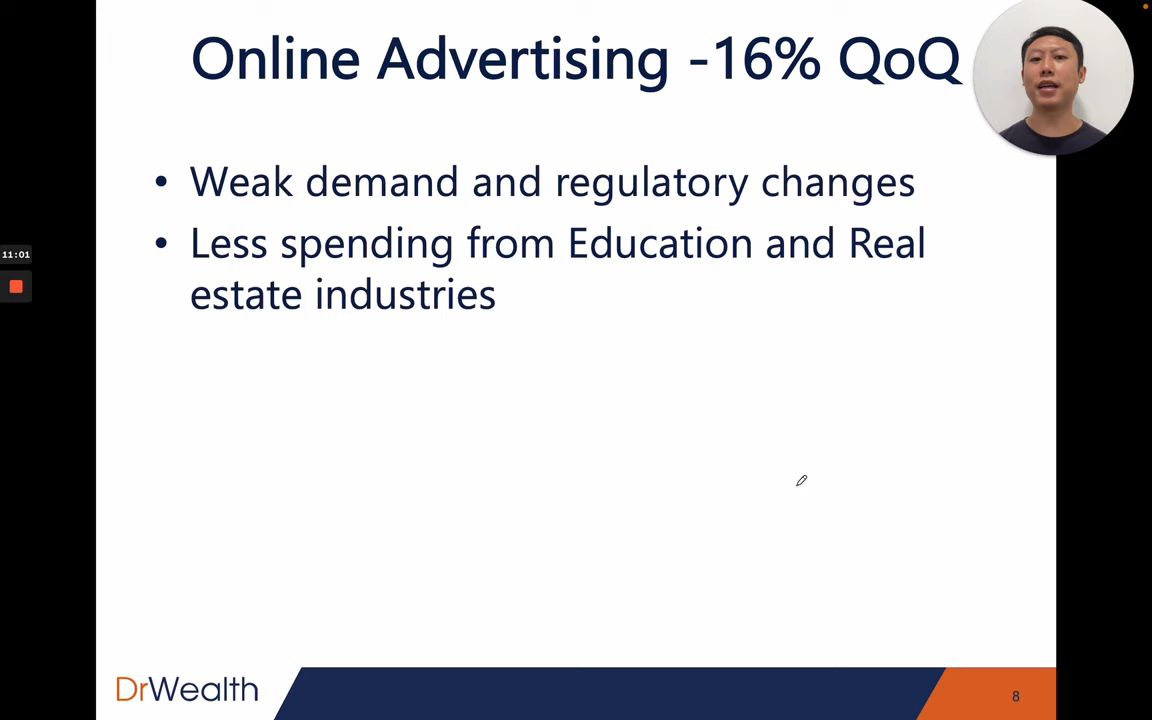 Online Advertising -16% QoQ
• Weak demand and regulatory changes
• Less spending from Education and Real
estate industries
11:01
DrWealth
8